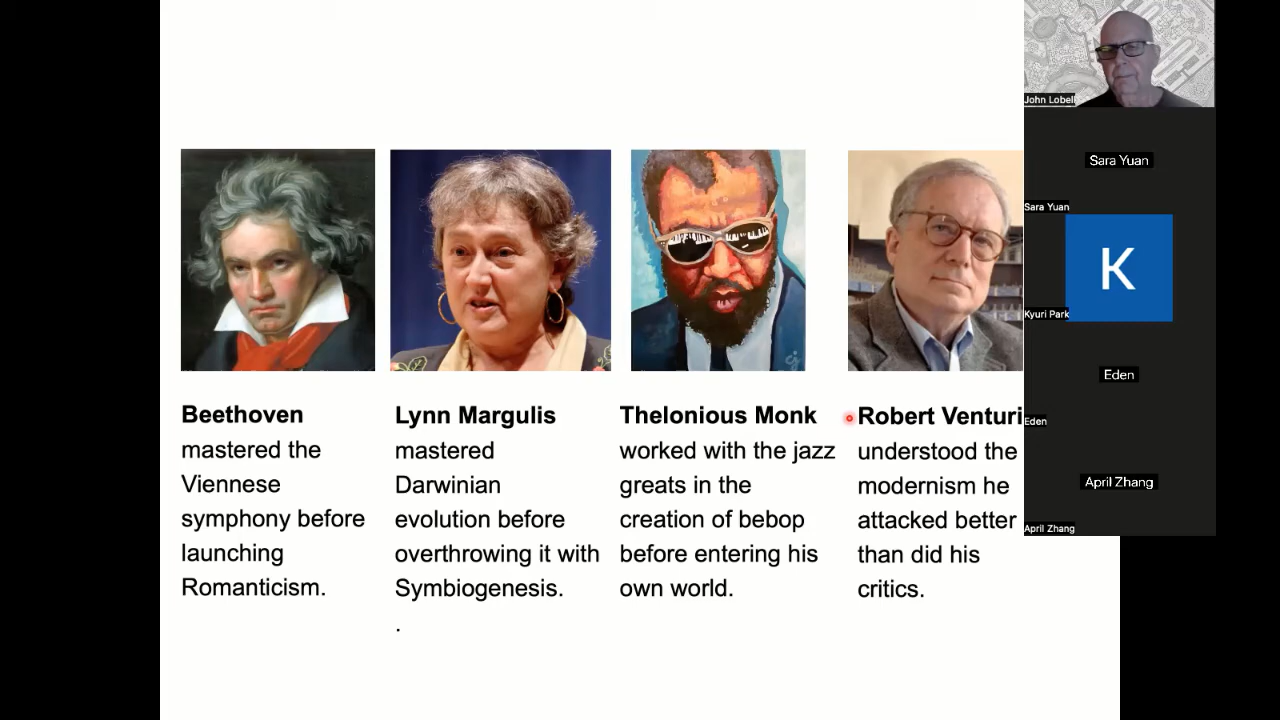 Beethoven
mastered the
Viennese
symphony before
launching
Romanticism.
Lynn Margulis
mastered
Darwinian
evolution before
overthrowing it with
Symbiogenesis.
.
Thelonious Monk
worked with the jazz
greats in the
creation of bebop
before entering his
own world.
Robert Venturi
understood the
modernism he
attacked better
than did his
critics.
John Lobell
Sara Yuan
Sara Yuan
K
Kyuri Park
Eden
Eden
April Zhang
April Zhang